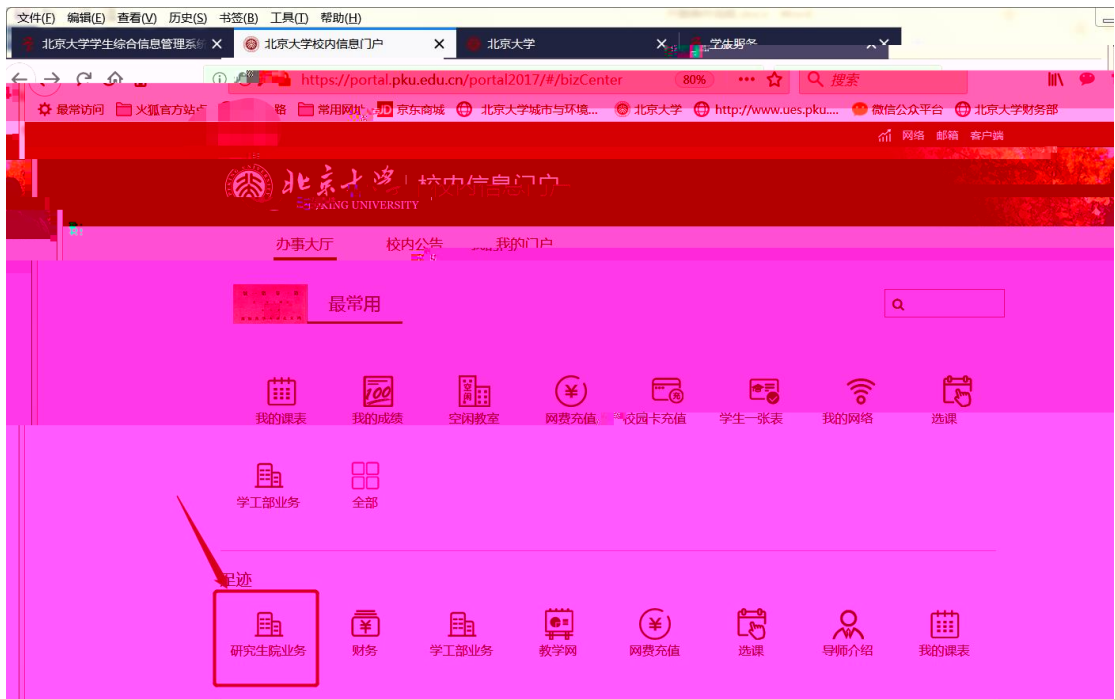 文件(F) 编辑(E) 查看(V) 历史(S) 书签(B) 工具(T) 帮助(H)
北京大学学生综合信息管理系统 北京大学校内信息门户 北京大学
https://portal.pku.edu.cn/portal2017/#/bizCenter 80% 搜索
最常访问 火狐官方站点 常用网址 京东商城 北京大学城市与环境... 北京大学 http://www.ues.pku.... 微信公众平台 北京大学财务部
网络 邮箱 客户端
北京大学 校内信息门户
PEKING UNIVERSITY
办事大厅 校内公告 我的门户
最常用
我的课表 我的成绩 空闲教室 网费充值 校园卡充值 学生一张表 我的网络 选课
学工部业务 全部
足迹
研究生院业务 财务 学工部业务 教学网 网费充值 选课 导师介绍 我的课表